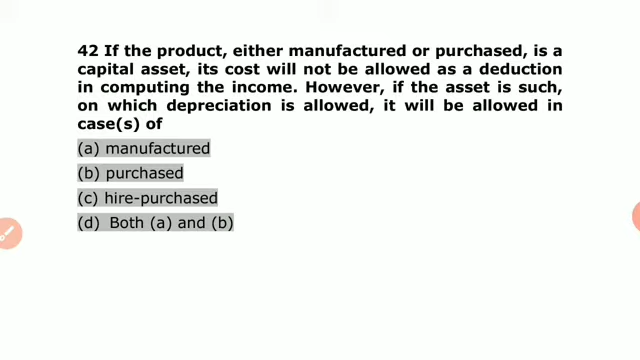 42 If the product, either manufactured or purchased, is a
capital asset, its cost will not be allowed as a deduction
in computing the income. However, if the asset is such,
on which depreciation is allowed, it will be allowed in
case(s) of
(a) manufactured
(b) purchased
(c) hire-purchased
(d) Both (a) and (b)